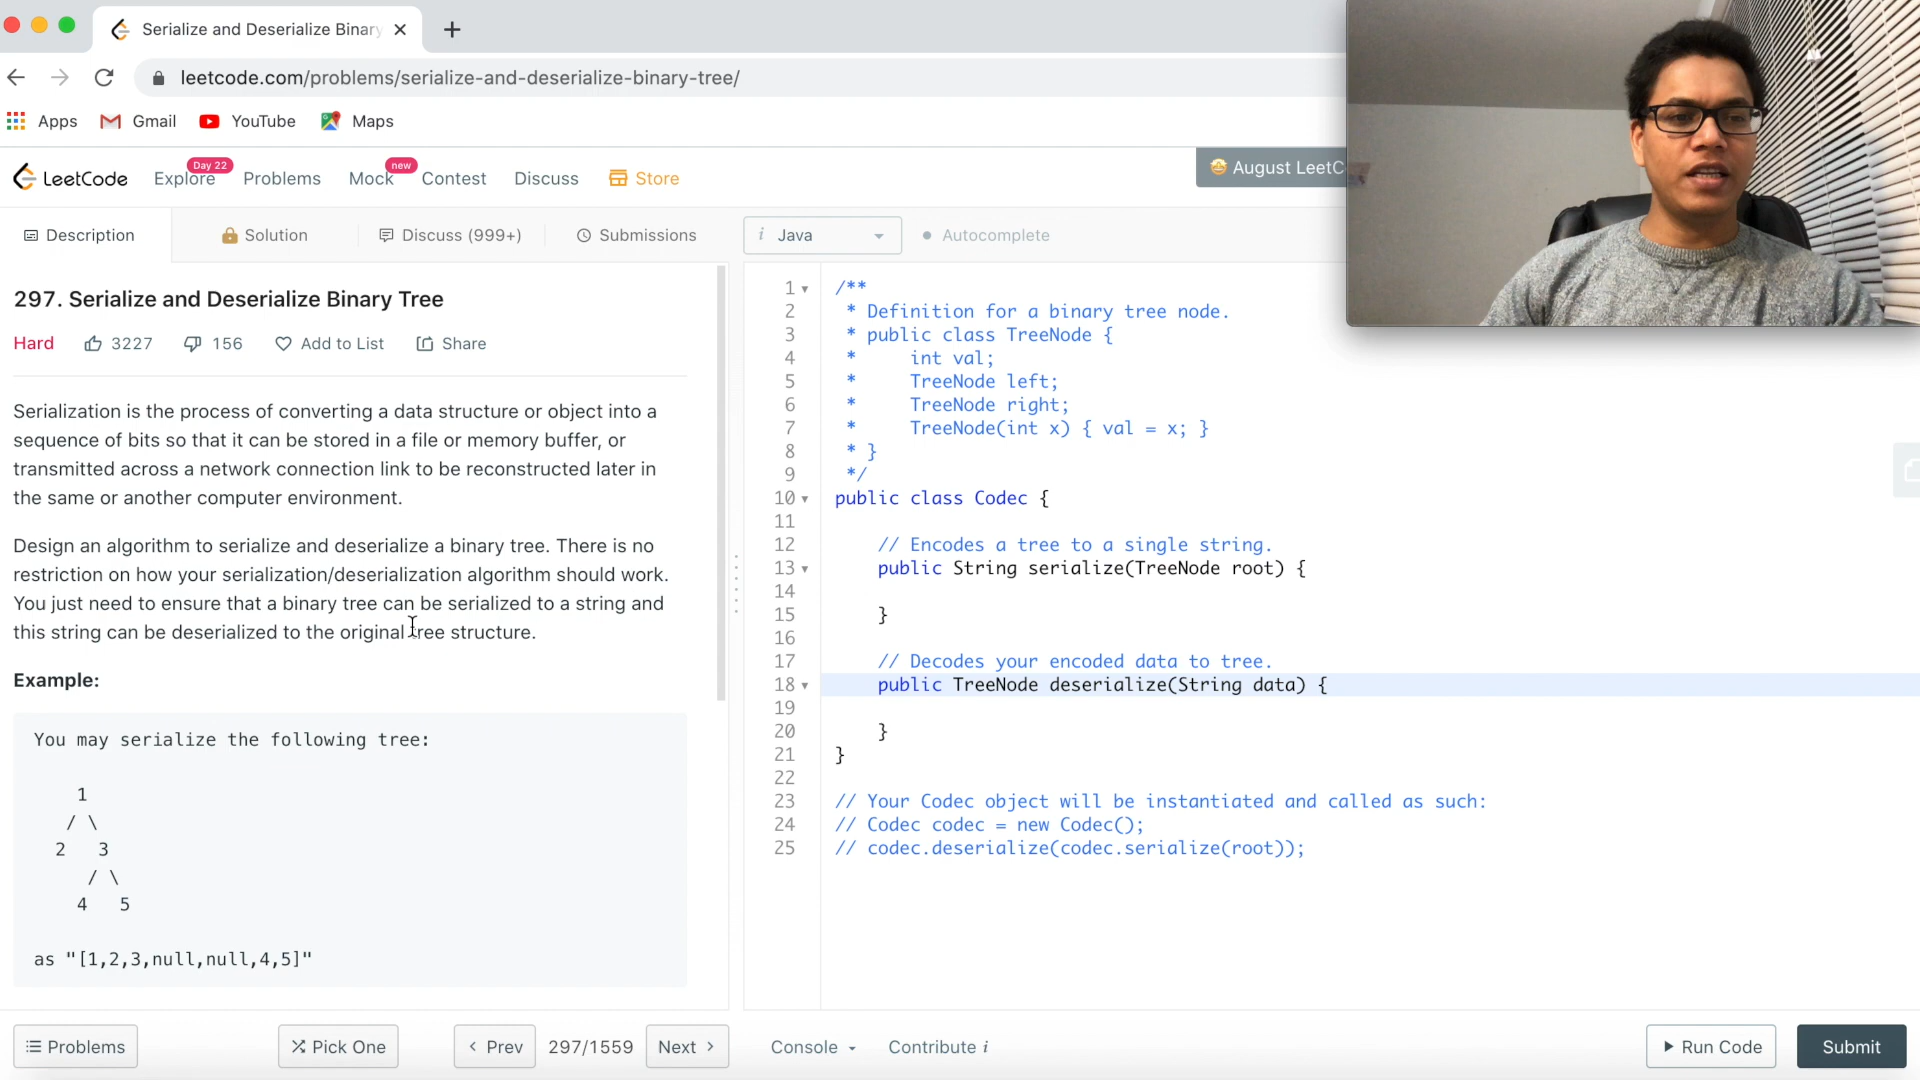 Serialize and Deserialize Binary
leetcode.com/problems/serialize-and-deserialize-binary-tree/
Apps Gmail YouTube Maps
LeetCode Explore Day 22 Problems Mock new Contest Discuss Store
August LeetC
Description Solution Discuss (999+) Submissions
i Java Autocomplete
297. Serialize and Deserialize Binary Tree
Hard 3227 156 Add to List Share
Serialization is the process of converting a data structure or object into a
sequence of bits so that it can be stored in a file or memory buffer, or
transmitted across a network connection link to be reconstructed later in
the same or another computer environment.
Design an algorithm to serialize and deserialize a binary tree. There is no
restriction on how your serialization/deserialization algorithm should work.
You just need to ensure that a binary tree can be serialized to a string and
this string can be deserialized to the original tree structure.
Example:
You may serialize the following tree:
1
/ \
2 3
/ \
4 5
as "[1,2,3,null,null,4,5]"
1 /**
2 * Definition for a binary tree node.
3 * public class TreeNode {
4 * int val;
5 * TreeNode left;
6 * TreeNode right;
7 * TreeNode(int x) { val = x; }
8 * }
9 */
10 public class Codec {
11
12 // Encodes a tree to a single string.
13 public String serialize(TreeNode root) {
14
15 }
16
17 // Decodes your encoded data to tree.
18 public TreeNode deserialize(String data) {
19
20 }
21 }
22
23 // Your Codec object will be instantiated and called as such:
24 // Codec codec = new Codec();
25 // codec.deserialize(codec.serialize(root));
Problems Pick One < Prev 297/1559 Next > Console Contribute i Run Code Submit